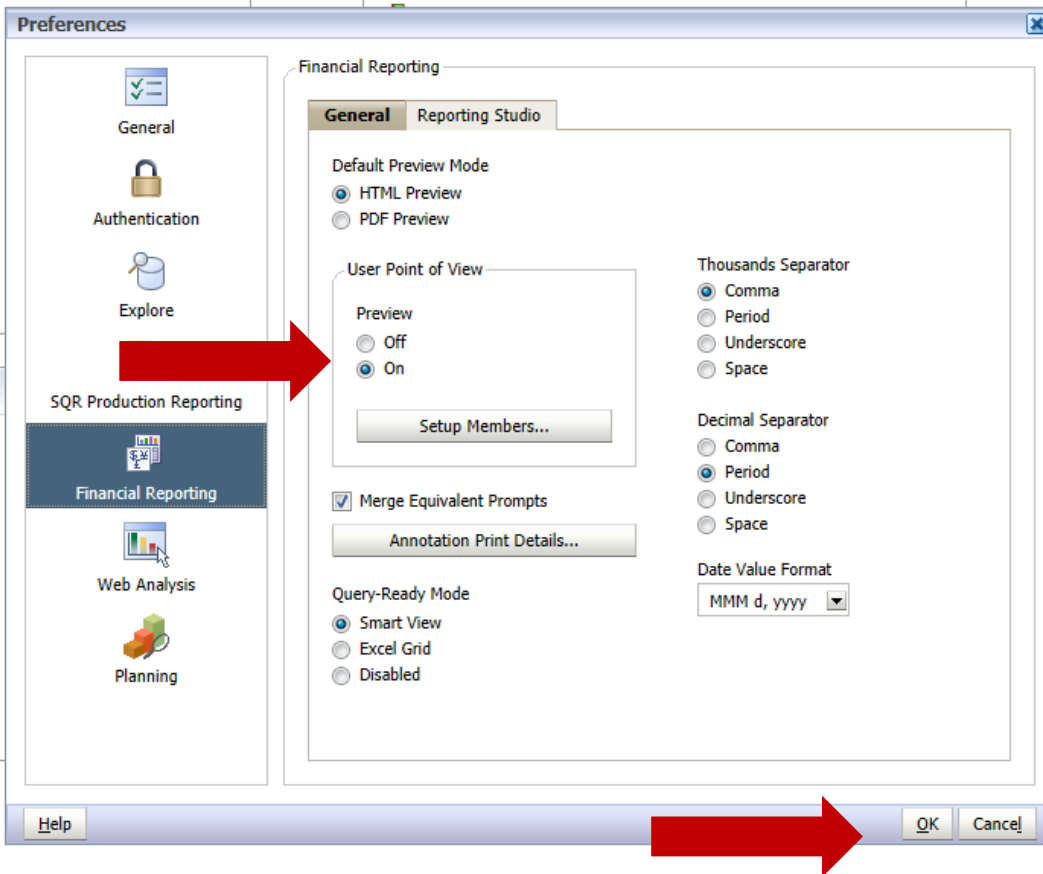 Preferences
General
Authentication
Explore
SQR Production Reporting
Financial Reporting
Web Analysis
Planning
Financial Reporting
General Reporting Studio
Default Preview Mode
HTML Preview
PDF Preview
User Point of View
Preview
Off
On
Setup Members...
Merge Equivalent Prompts
Annotation Print Details...
Query-Ready Mode
Smart View
Excel Grid
Disabled
Thousands Separator
Comma
Period
Underscore
Space
Decimal Separator
Comma
Period
Underscore
Space
Date Value Format
MMM d, yyyy
Help
OK Cancel